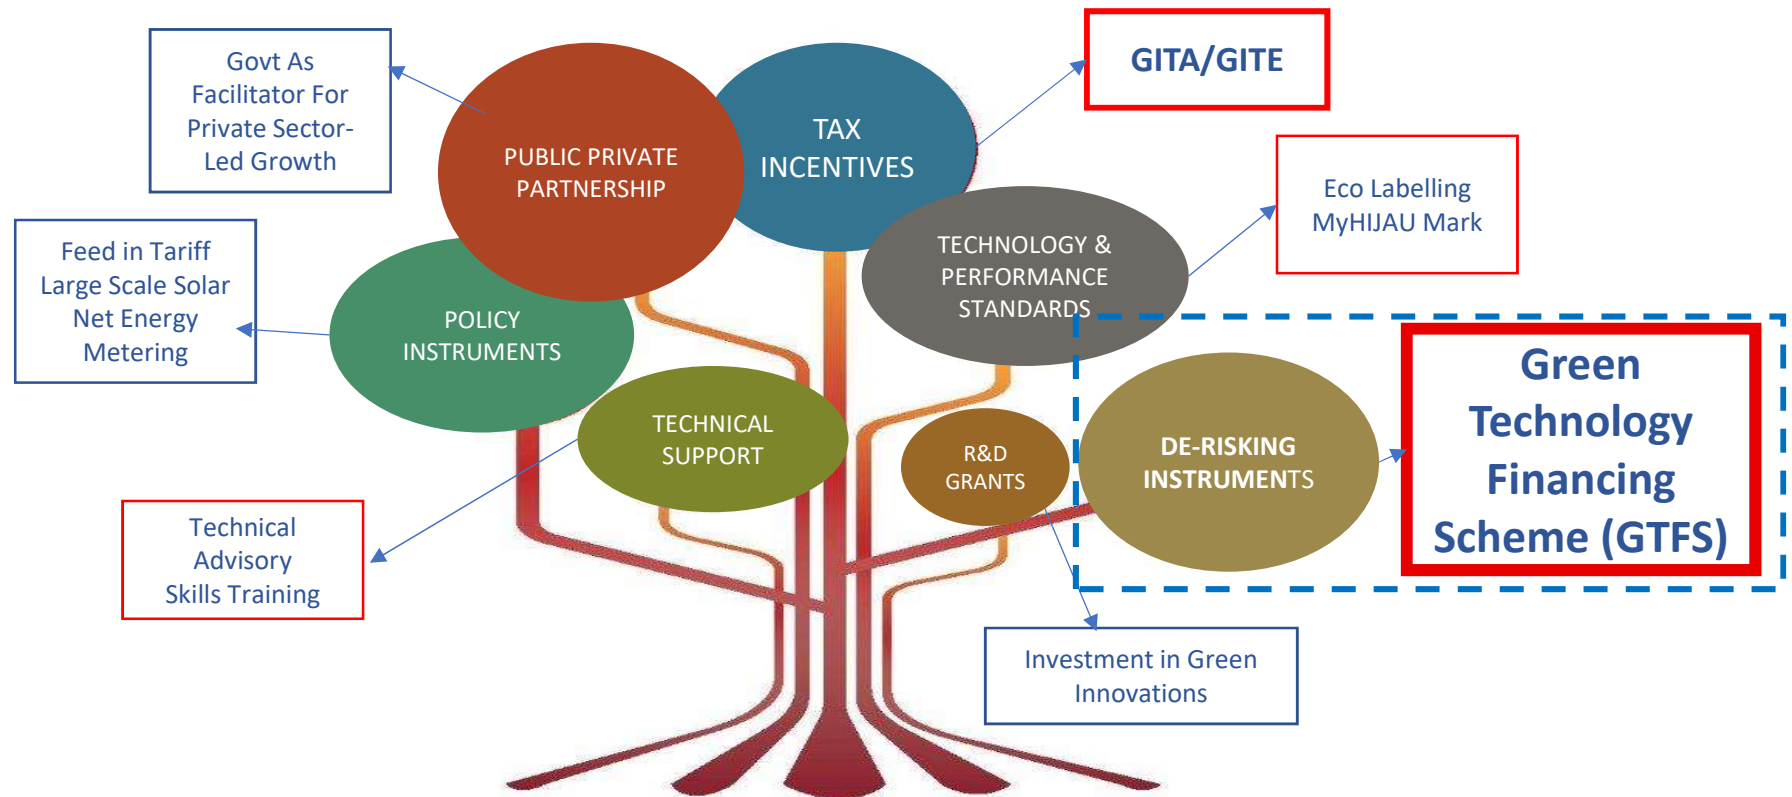 Govt As
Facilitator For
Private Sector-
Led Growth
PUBLIC PRIVATE
PARTNERSHIP
TAX
INCENTIVES
GITA/GITE
Eco Labelling
MyHIJAU Mark
TECHNOLOGY &
PERFORMANCE
STANDARDS
Feed in Tariff
Large Scale Solar
Net Energy
Metering
POLICY
INSTRUMENTS
TECHNICAL
SUPPORT
R&D
GRANTS
DE-RISKING
INSTRUMENTS
Green
Technology
Financing
Scheme (GTFS)
Technical
Advisory
Skills Training
Investment in Green
Innovations